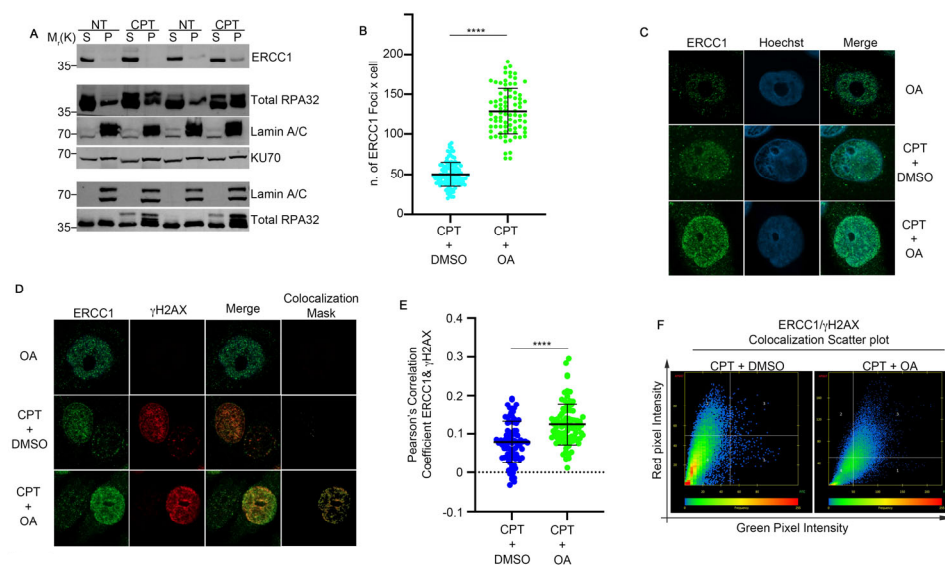 A
NT CPT NT CPT
Mr(K) S P S P S P S P
35 ERCC1
35 Total RPA32
70 Lamin A/C
70 KU70
70 Lamin A/C
35 Total RPA32
B
****
n. of ERCC1 Foci x cell
200
150
100
50
0
CPT + DMSO
CPT + OA
C
ERCC1 Hoechst Merge
OA
CPT + DMSO
CPT + OA
D
ERCC1 γH2AX Merge Colocalization Mask
OA
CPT + DMSO
CPT + OA
E
****
Pearson's Correlation
Coefficient ERCC1& γH2AX
0.4
0.3
0.2
0.1
0
-0.1
CPT + DMSO
CPT + OA
F
ERCC1/γH2AX
Colocalization Scatter plot
CPT + DMSO CPT + OA
Red pixel Intensity
Green Pixel Intensity